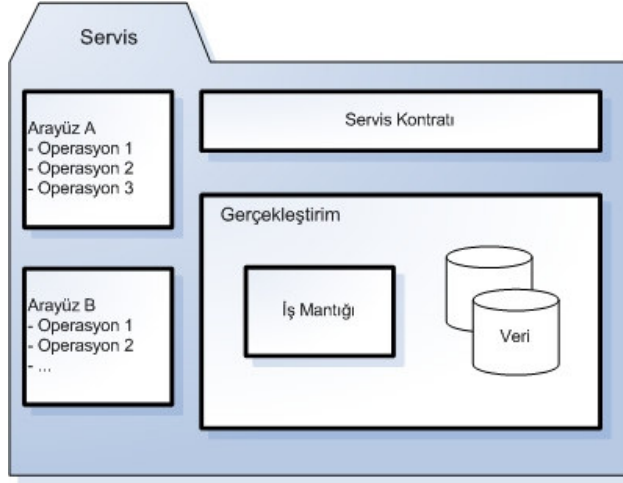 Servis
Arayüz A
- Operasyon 1
- Operasyon 2
- Operasyon 3
Servis Kontratı
Gerçekleştirim
İş Mantığı
Veri
Arayüz B
- Operasyon 1
- Operasyon 2
- ...